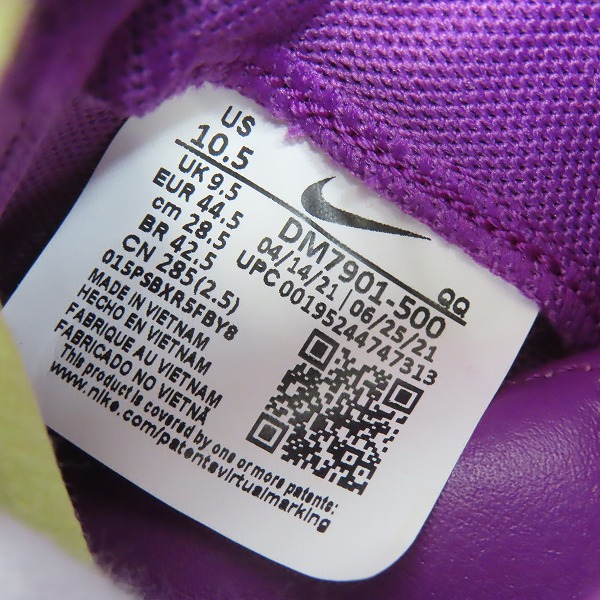 US
10.5
UK 9.5
EUR 44.5
cm 28.5
BR 42.5
CN 285(2.5)
015PSBXR5FBY8
MADE IN VIETNAM
HECHO EN VIETNAM
FABRIQUE AU VIETNAM
FABRICADO NO VIETNÃ
This product is covered by one or more patents:
www.nike.com/patentsvirtualmarking
QQ
DM7901-500
04/14/21 | 06/25/21
UPC 00195244747313